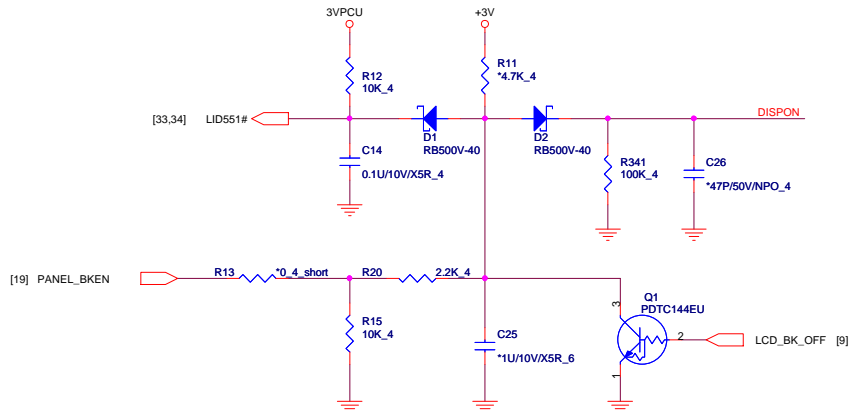 3VPCU
+3V
R12
10K_4
R11
*4.7K_4
[33,34] LID551#
D1
RB500V-40
D2
RB500V-40
DISPON
C14
0.1U/10V/X5R_4
R341
100K_4
C26
*47P/50V/NPO_4
[19] PANEL_BKEN
R13 *0_4_short
R20 2.2K_4
R15
10K_4
C25
*1U/10V/X5R_6
3
Q1
PDTC144EU
2
1
LCD_BK_OFF [9]